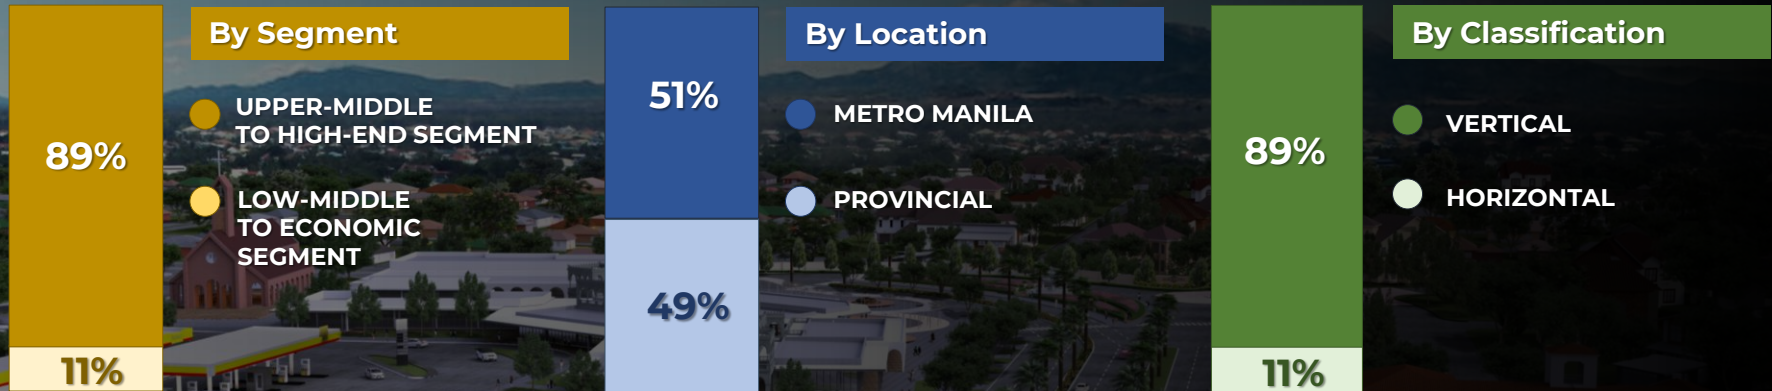 By Segment
89%
11%
UPPER-MIDDLE
TO HIGH-END SEGMENT
LOW-MIDDLE
TO ECONOMIC
SEGMENT
By Location
51%
49%
METRO MANILA
PROVINCIAL
By Classification
89%
11%
VERTICAL
HORIZONTAL